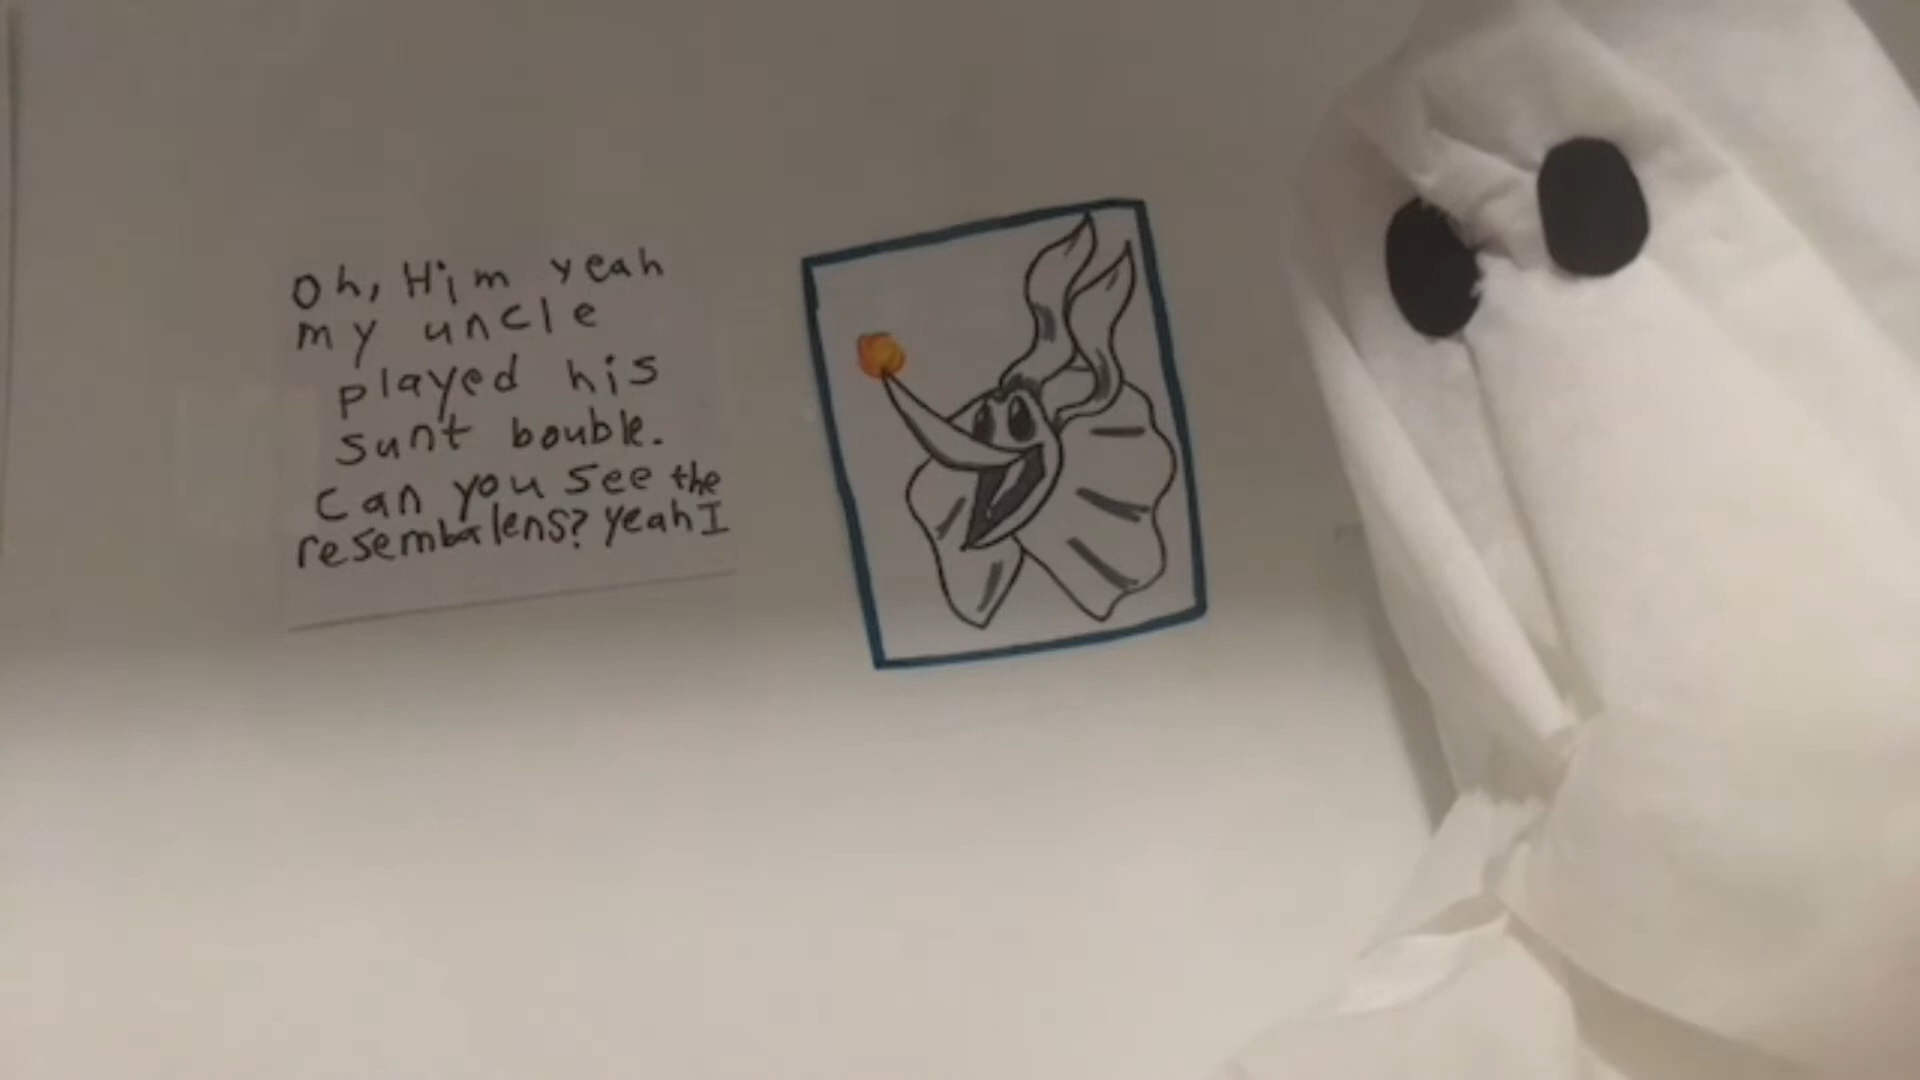 Oh, Him yeah
my uncle
played his
sunt bouble.
Can you see the
resembalens? Yeah I